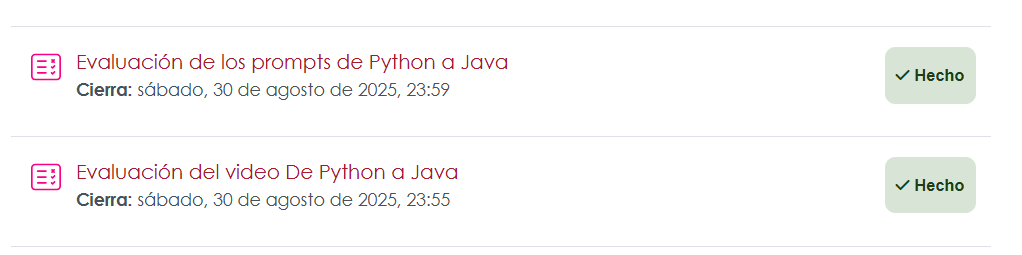 Evaluación de los prompts de Python a Java
Cierra: sábado, 30 de agosto de 2025, 23:59
Hecho
Evaluación del video De Python a Java
Cierra: sábado, 30 de agosto de 2025, 23:55
Hecho